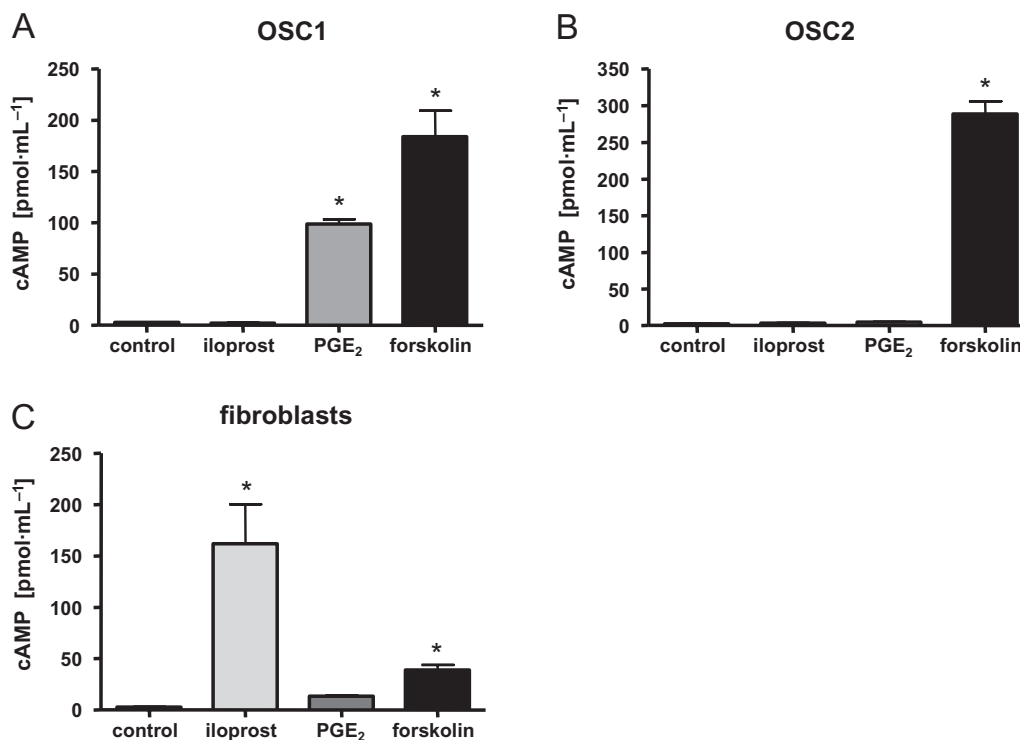 A
OSC1
cAMP [pmol·mL⁻¹]
250
200
150
100
50
0
*
*
control iloprost PGE₂ forskolin
B
OSC2
cAMP [pmol·mL⁻¹]
350
300
250
200
150
100
50
0
*
control iloprost PGE₂ forskolin
C
fibroblasts
cAMP [pmol·mL⁻¹]
250
200
150
100
50
0
*
*
control iloprost PGE₂ forskolin